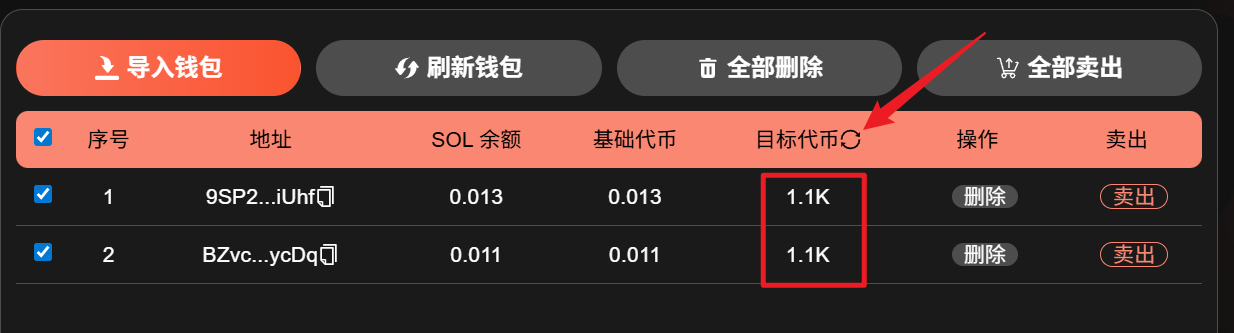 导入钱包 刷新钱包 全部删除 全部卖出
序号 地址 SOL 余额 基础代币 目标代币 操作 卖出
1 9SP2...iUhf 0.013 0.013 1.1K 删除 卖出
2 BZvc...ycDq 0.011 0.011 1.1K 删除 卖出